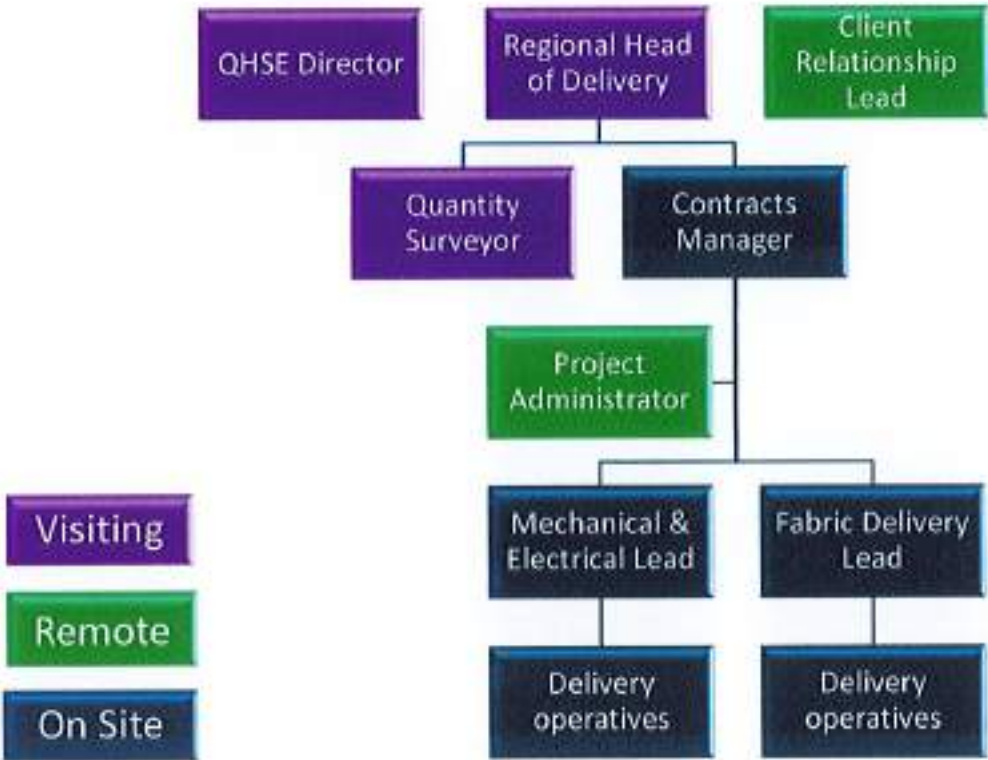 QHSE Director
Regional Head
of Delivery
Client
Relationship
Lead
Quantity
Surveyor
Contracts
Manager
Project
Administrator
Mechanical &
Electrical Lead
Fabric Delivery
Lead
Delivery
operatives
Delivery
operatives
Visiting
Remote
On Site